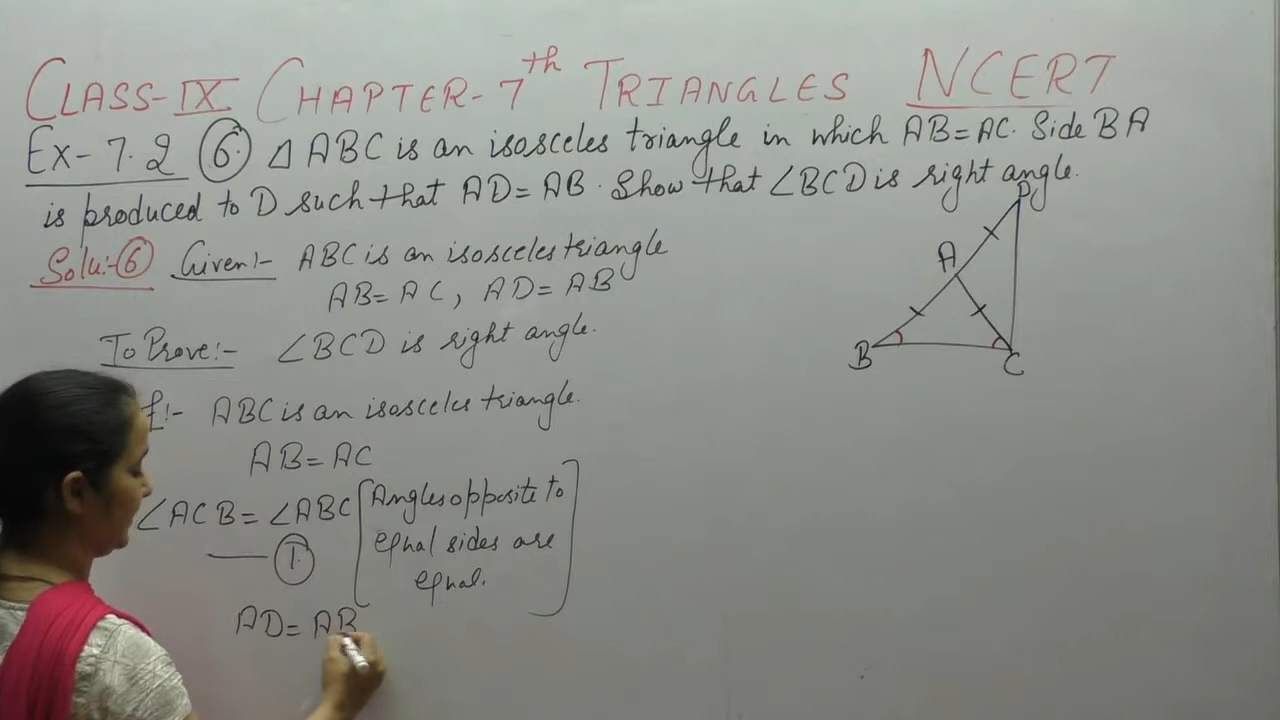 CLASS-IX CHAPTER-7th TRIANGLES NCERT
Ex-7.2 (6) △ ABC is an isosceles triangle in which AB=AC. Side BA
is produced to D such that AD=AB. Show that ∠BCD is right angle.
Solu:-(6) Given:- ABC is an isosceles triangle
AB=AC, AD=AB
To Prove:- ∠BCD is right angle.
f:- ABC is an isosceles triangle.
AB=AC
∠ACB=∠ABC [Angles opposite to
equal sides are
equal.]
—(1)
AD=AB
D
A
B
C